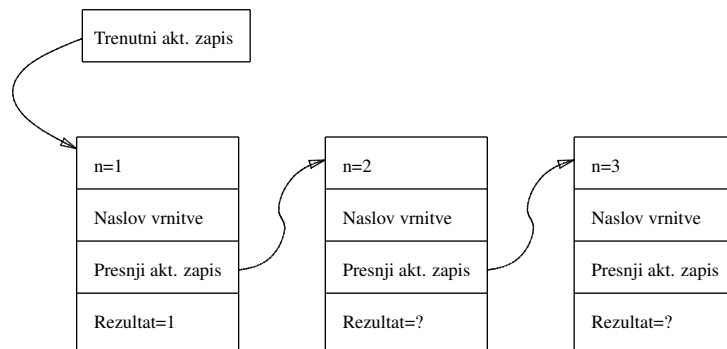 Trenutni akt. zapis
n=1
Naslov vrnitve
Presnji akt. zapis
Rezultat=1
n=2
Naslov vrnitve
Presnji akt. zapis
Rezultat=?
n=3
Naslov vrnitve
Presnji akt. zapis
Rezultat=?